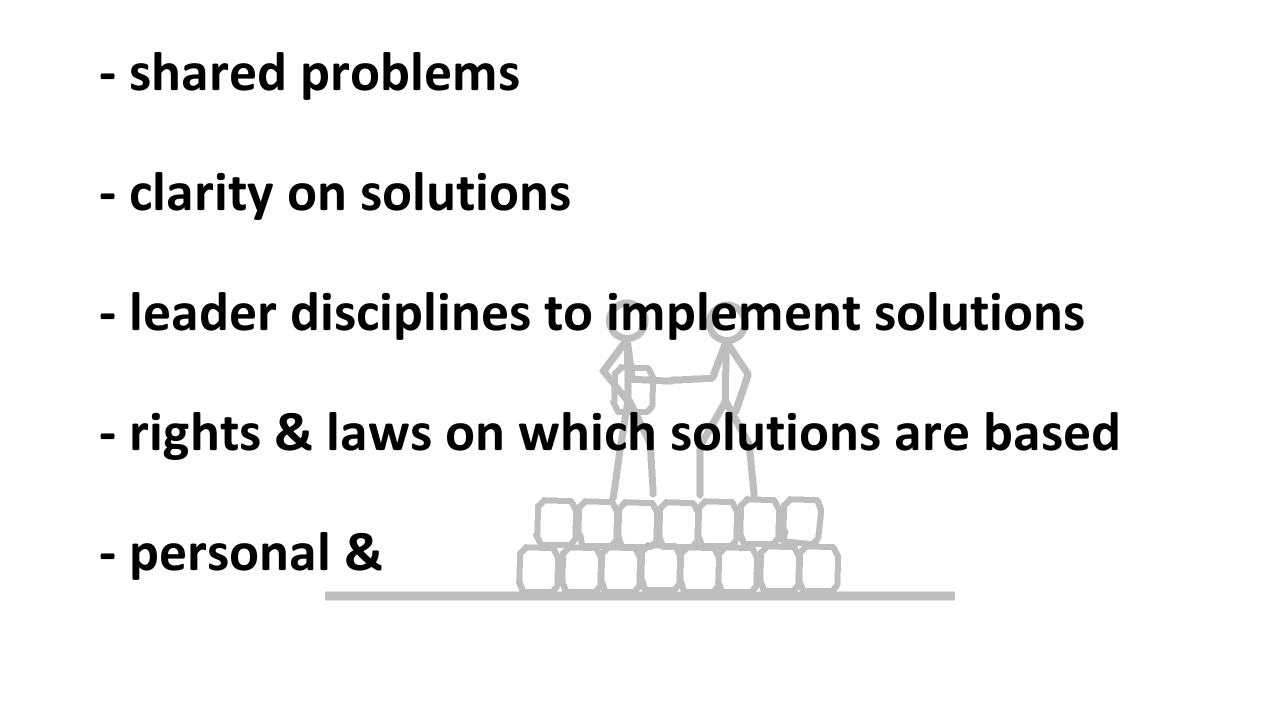 - shared problems
- clarity on solutions
- leader disciplines to implement solutions
- rights & laws on which solutions are based
- personal &